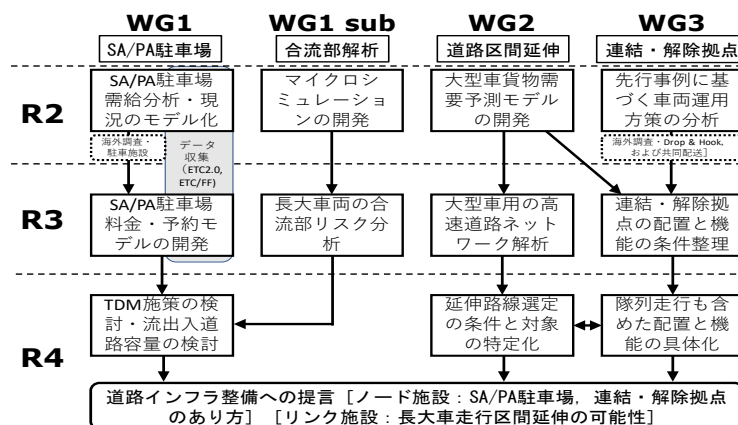 WG1
WG1 sub
WG2
WG3
SA/PA駐車場
合流部解析
道路区間延伸
連結・解除拠点
R2
SA/PA駐車場
需給分析・現
況のモデル化
マイクロシ
ミュレーショ
ンの開発
大型車貨物需
要予測モデル
の開発
先行事例に基
づく車両運用
方策の分析
海外調査・
駐車施設
データ
収集
(ETC2.0,
ETC/FF)
海外調査・Drop & Hook,
および共同配送]
R3
SA/PA駐車場
料金・予約モ
デルの開発
長大車両の合
流部リスク分
析
大型車用の高
速道路ネット
ワーク解析
連結・解除拠
点の配置と機
能の条件整理
R4
TDM施策の検
討・流出入道
路容量の検討
延伸路線選定
の条件と対象
の特定化
隊列走行も含
めた配置と機
能の具体化
道路インフラ整備への提言［ノード施設：SA/PA駐車場，連結・解除拠点
のあり方］［リンク施設：長大車走行区間延伸の可能性］